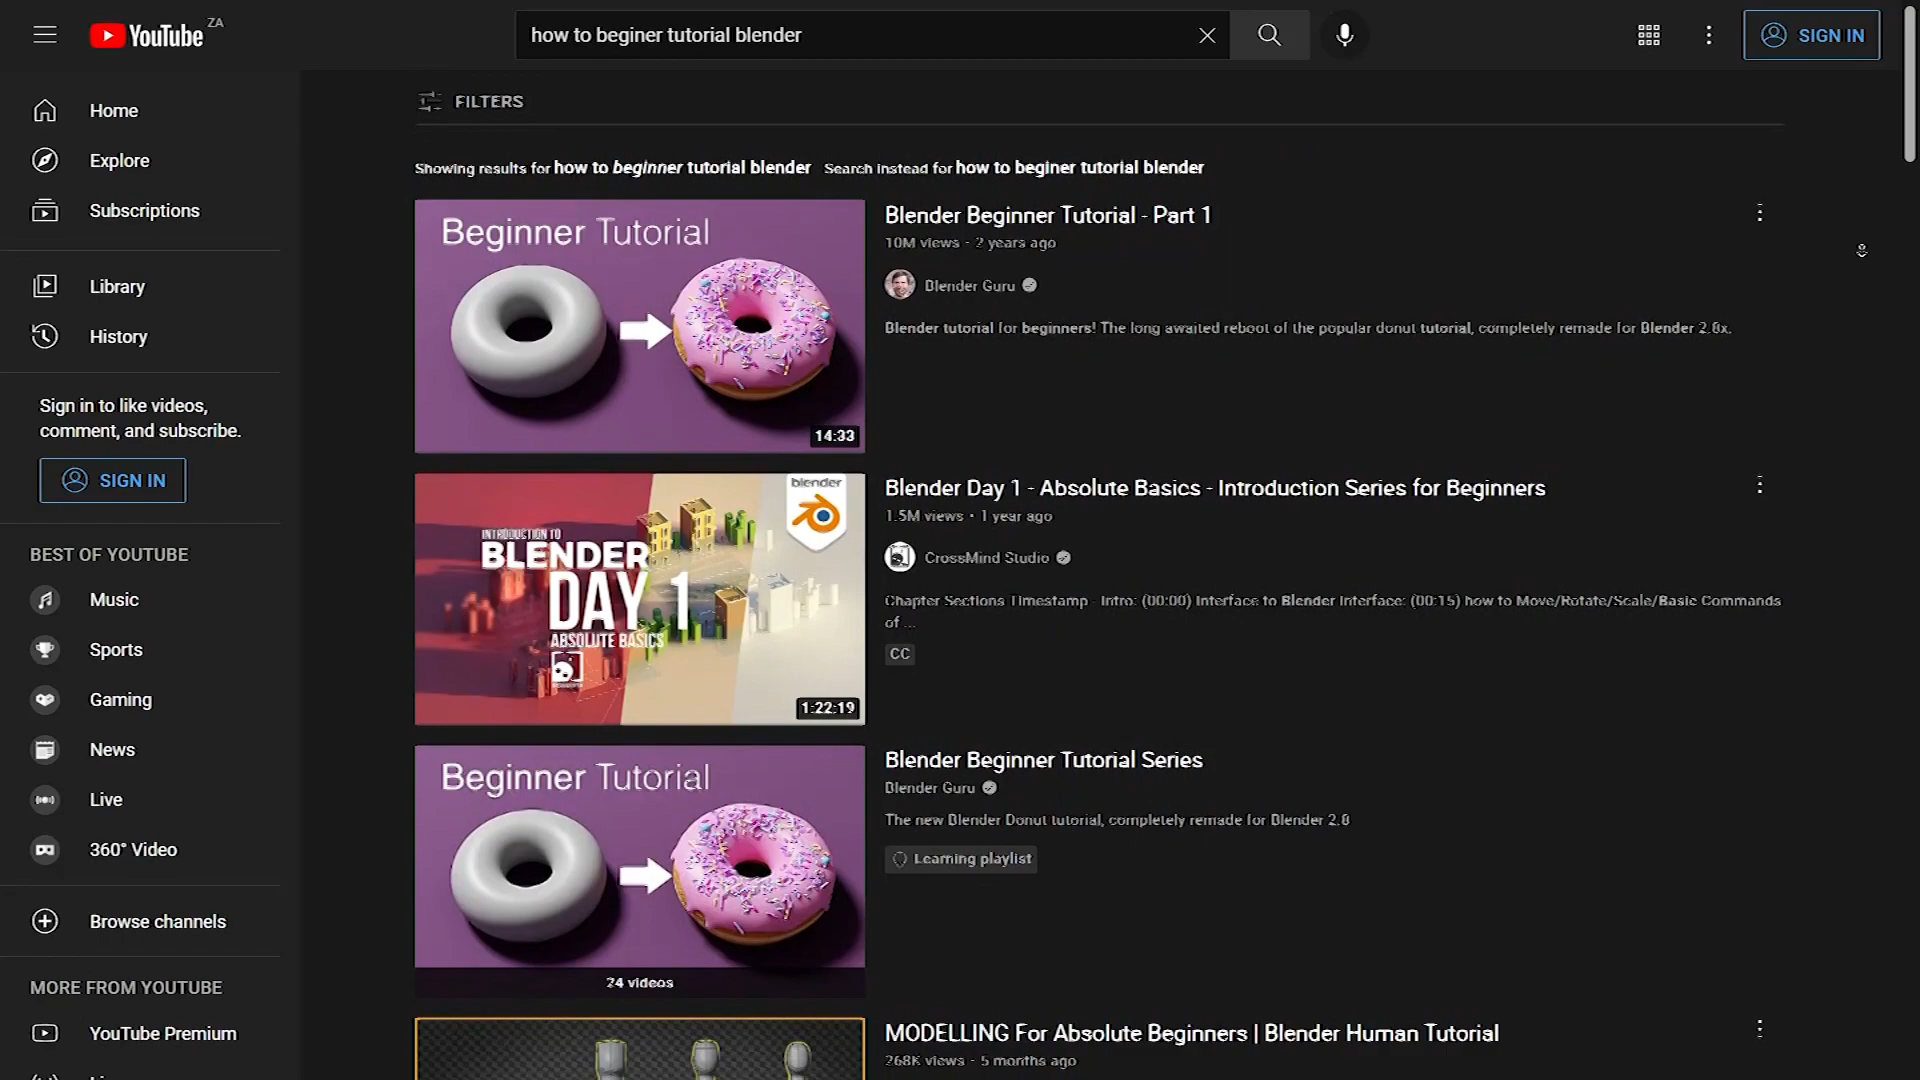 YouTube ZA
how to beginer tutorial blender
SIGN IN
Home
Explore
Subscriptions
Library
History
Sign in to like videos,
comment, and subscribe.
SIGN IN
BEST OF YOUTUBE
Music
Sports
Gaming
News
Live
360° Video
Browse channels
MORE FROM YOUTUBE
YouTube Premium
FILTERS
Showing results for how to beginner tutorial blender Search instead for how to beginer tutorial blender
Beginner Tutorial
14:33
Blender Beginner Tutorial - Part 1
10M views · 2 years ago
Blender Guru
Blender tutorial for beginners! The long awaited reboot of the popular donut tutorial, completely remade for Blender 2.8x.
blender
INTRODUCTION TO
BLENDER
DAY 1
ABSOLUTE BASICS
1:22:19
Blender Day 1 - Absolute Basics - Introduction Series for Beginners
1.5M views · 1 year ago
CrossMind Studio
Chapter Sections Timestamp - Intro: (00:00) Interface to Blender Interface: (00:15) how to Move/Rotate/Scale/Basic Commands
of ...
CC
Beginner Tutorial
24 videos
Blender Beginner Tutorial Series
Blender Guru
The new Blender Donut tutorial, completely remade for Blender 2.8
Learning playlist
MODELLING For Absolute Beginners | Blender Human Tutorial
268K views · 5 months ago